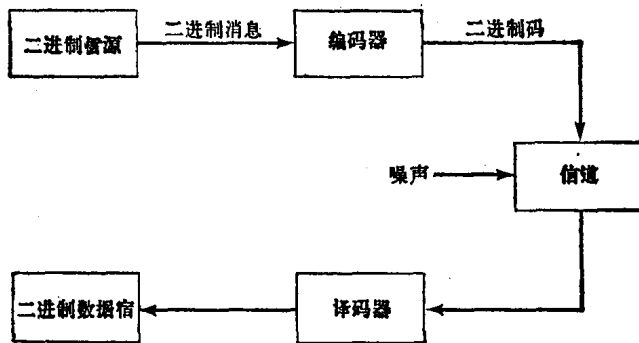 二进制信源
二进制消息
编码器
二进制码
噪声
信道
译码器
二进制数据宿